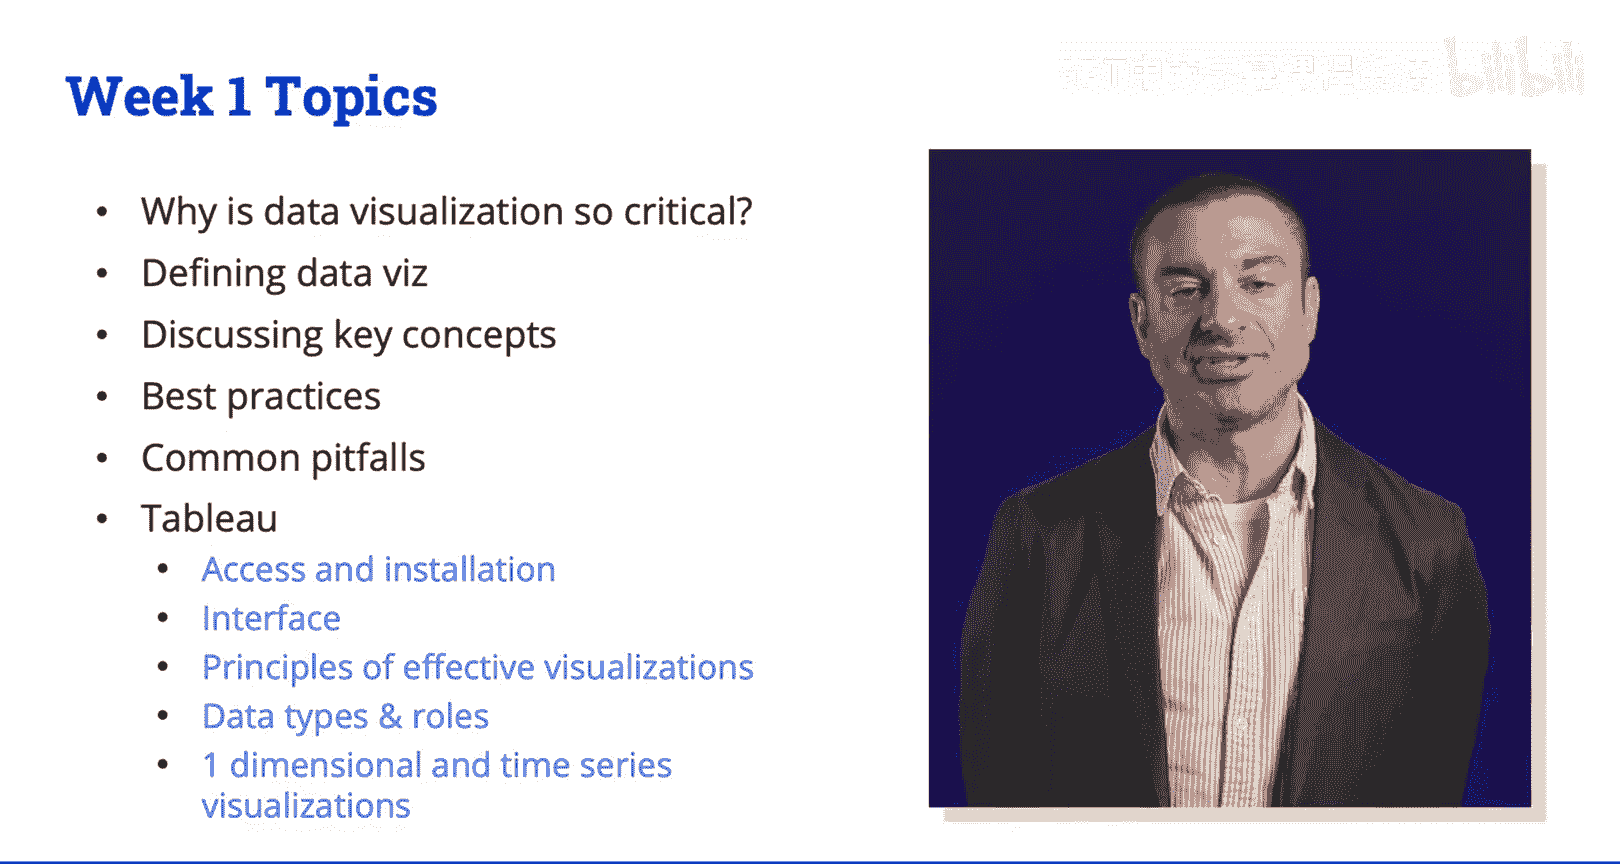 Week 1 Topics
bilibili
• Why is data visualization so critical?
• Defining data viz
• Discussing key concepts
• Best practices
• Common pitfalls
• Tableau
• Access and installation
• Interface
• Principles of effective visualizations
• Data types & roles
• 1 dimensional and time series
visualizations